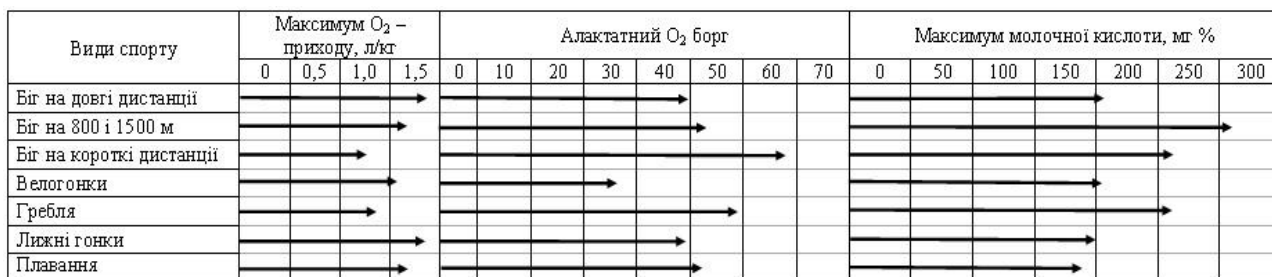 Види спорту
Максимум O₂ –
приходу, л/кг
Алактатний O₂ борг
Максимум молочної кислоти, мг %
0 0,5 1,0 1,5 0 10 20 30 40 50 60 70 0 50 100 150 200 250 300
Біг на довгі дистанції
Біг на 800 і 1500 м
Біг на короткі дистанції
Велогонки
Гребля
Лижні гонки
Плавання